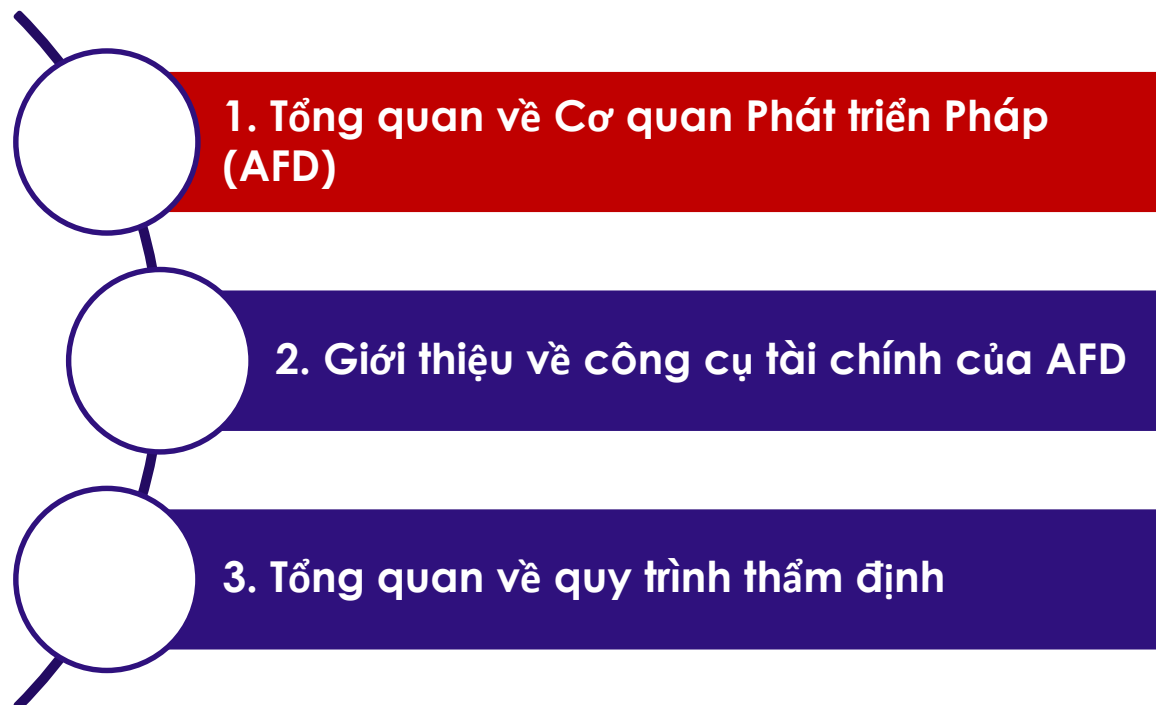 1. Tổng quan về Cơ quan Phát triển Pháp
(AFD)
2. Giới thiệu về công cụ tài chính của AFD
3. Tổng quan về quy trình thẩm định